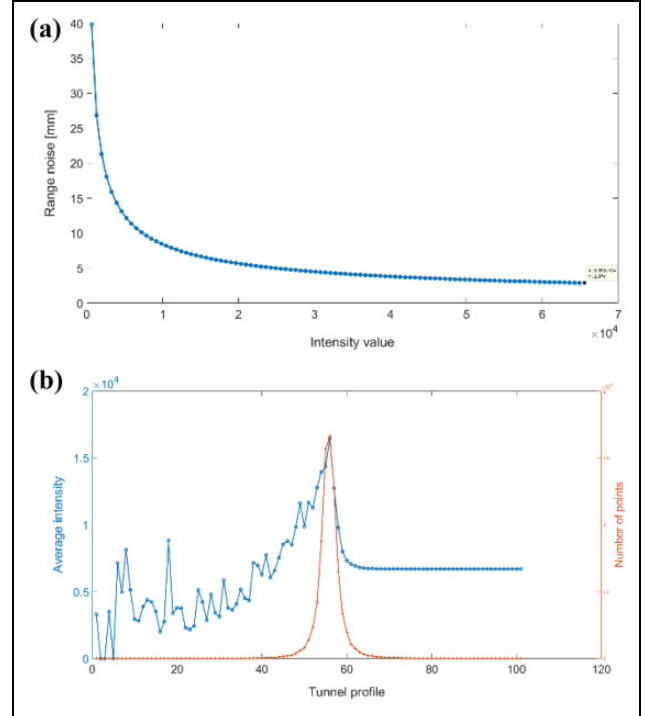 (a)
40
35
30
25
20
15
10
5
0
Range noise [mm]
0 1 2 3 4 5 6 7
×10⁴
Intensity value
(b)
×10⁴
2
1.5
1
0.5
0
Average intensity
Number of points
0 20 40 60 80 100 120
Tunnel profile